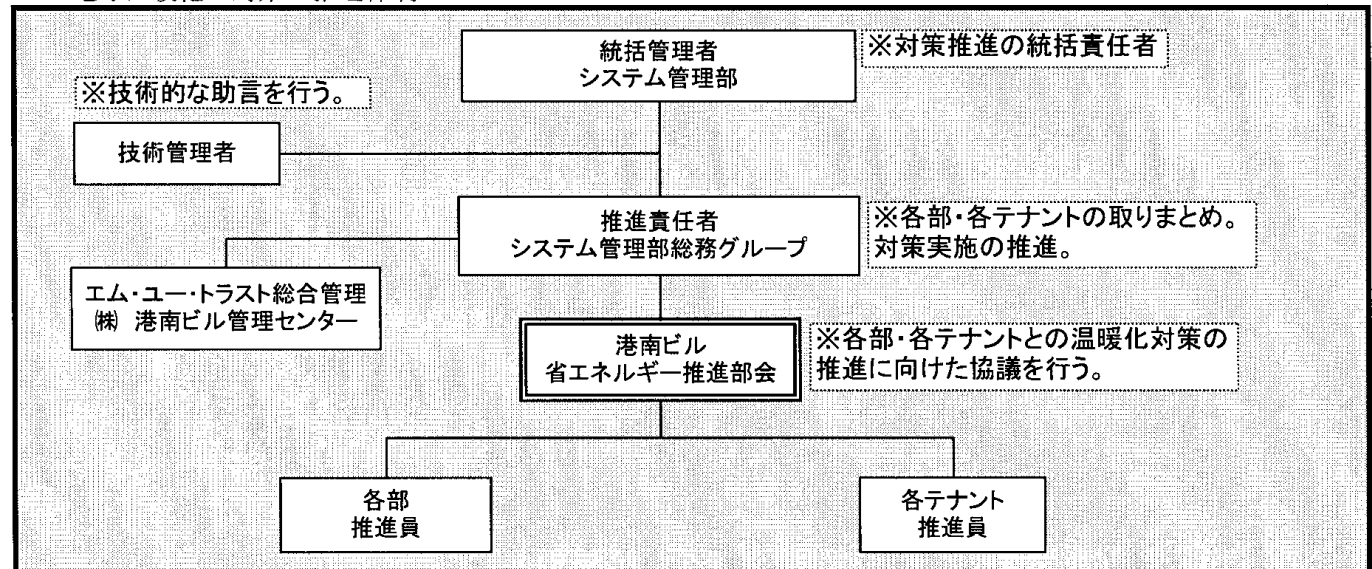 統括管理者
システム管理部
※対策推進の統括責任者
※技術的な助言を行う。
技術管理者
推進責任者
システム管理部総務グループ
※各部・各テナントの取りまとめ。
対策実施の推進。
エム・ユー・トラスト総合管理
㈱ 港南ビル管理センター
港南ビル
省エネルギー推進部会
※各部・各テナントとの温暖化対策の
推進に向けた協議を行う。
各部
推進員
各テナント
推進員